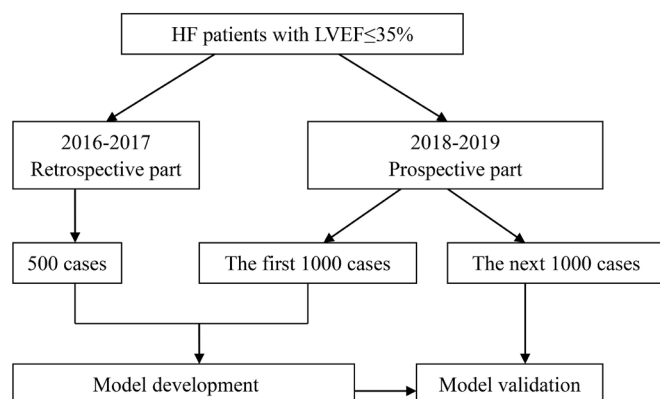 HF patients with LVEF≤35%
2016-2017
Retrospective part
2018-2019
Prospective part
500 cases
The first 1000 cases
The next 1000 cases
Model development
Model validation